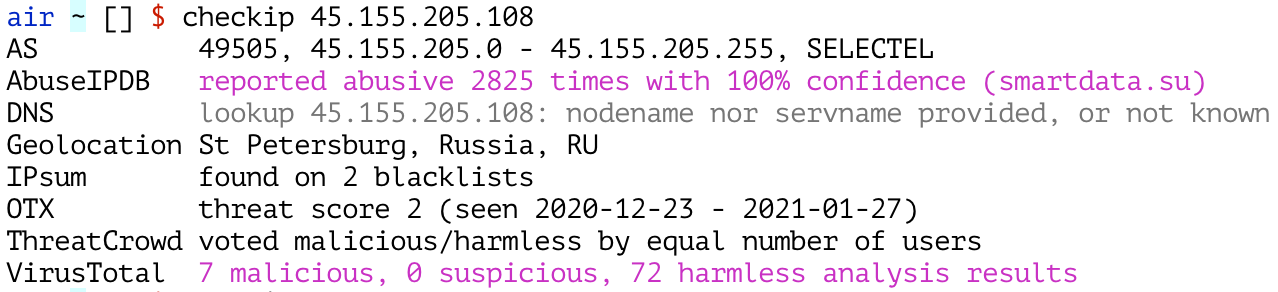 air ~ [] $ checkip 45.155.205.108
AS 49505, 45.155.205.0 - 45.155.205.255, SELECTEL
AbuseIPDB reported abusive 2825 times with 100% confidence (smartdata.su)
DNS lookup 45.155.205.108: nodename nor servname provided, or not known
Geolocation St Petersburg, Russia, RU
IPsum found on 2 blacklists
OTX threat score 2 (seen 2020-12-23 - 2021-01-27)
ThreatCrowd voted malicious/harmless by equal number of users
VirusTotal 7 malicious, 0 suspicious, 72 harmless analysis results